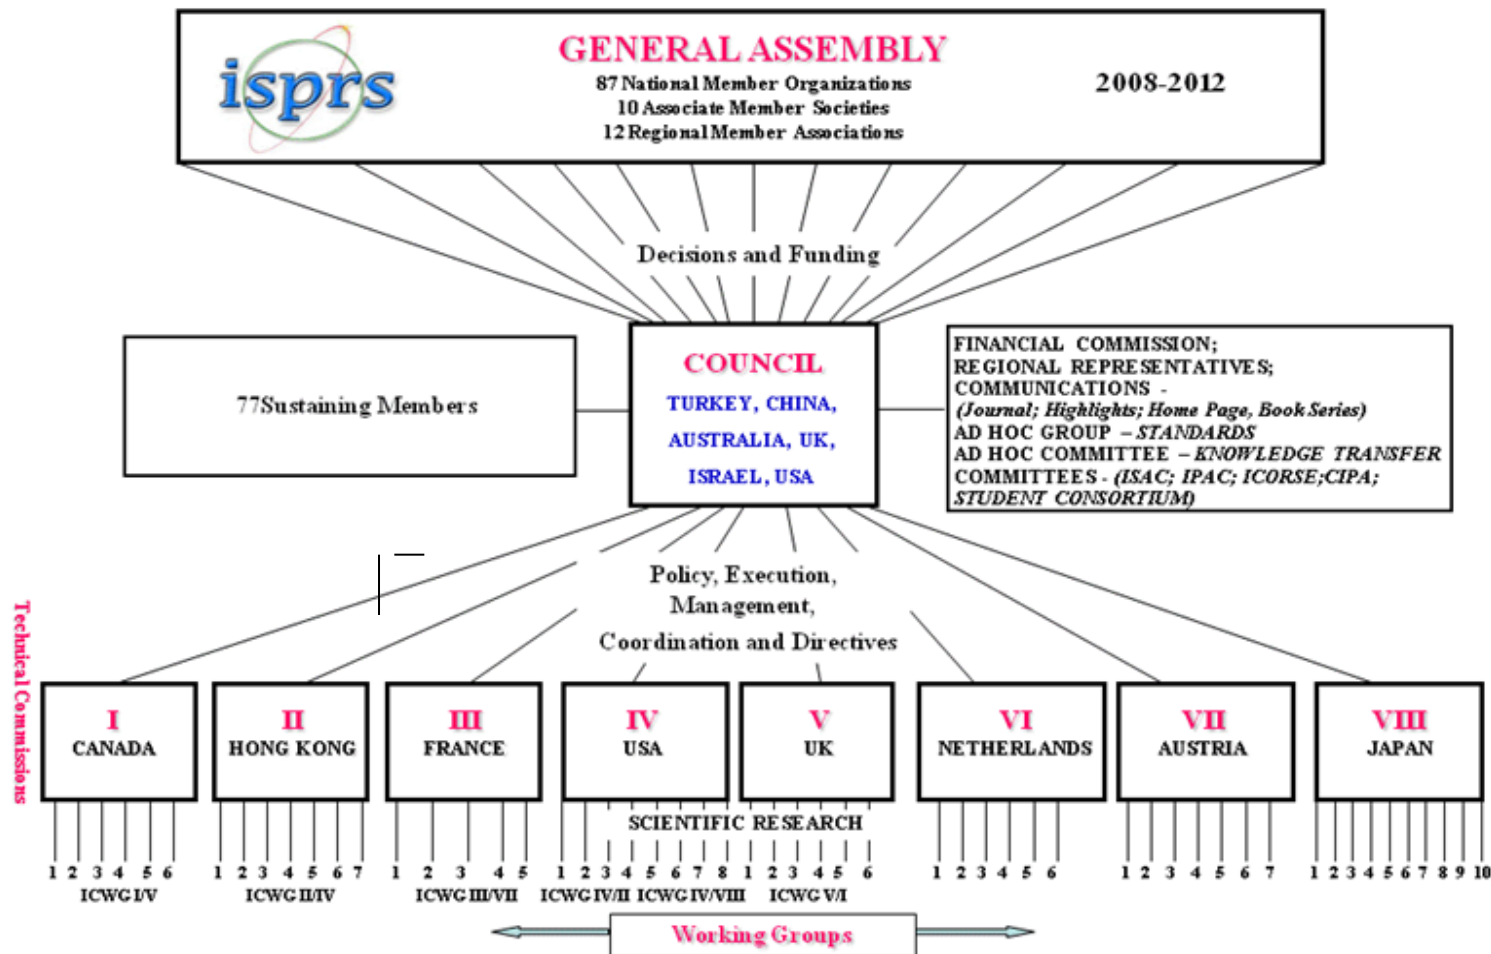 isprs
GENERAL ASSEMBLY
87 National Member Organizations
10 Associate Member Societies
12 Regional Member Associations
2008-2012
Decisions and Funding
77Sustaining Members
COUNCIL
TURKEY, CHINA,
AUSTRALIA, UK,
ISRAEL, USA
FINANCIAL COMMISSION;
REGIONAL REPRESENTATIVES;
COMMUNICATIONS -
(Journal; Highlights; Home Page, Book Series)
AD HOC GROUP – STANDARDS
AD HOC COMMITTEE – KNOWLEDGE TRANSFER
COMMITTEES - (ISAC; IPAC; ICORSE;CIPA;
STUDENT CONSORTIUM)
Policy, Execution,
Management,
Coordination and Directives
Technical Commissions
I
CANADA
II
HONG KONG
III
FRANCE
IV
USA
V
UK
VI
NETHERLANDS
VII
AUSTRIA
VIII
JAPAN
SCIENTIFIC RESEARCH
1 2 3 4 5 6
1 2 3 4 5 6 7
1 2 3 4 5
1 2 3 4 5 6 7 8
1 2 3 4 5 6
1 2 3 4 5 6
1 2 3 4 5 6 7
1 2 3 4 5 6 7 8 9 10
ICWG I/V
ICWG II/IV
ICWG III/VII
ICWG IV/II
ICWG IV/VIII
ICWG V/I
Working Groups